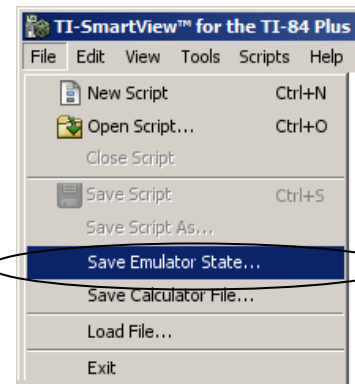 TI-SmartView™ for the TI-84 Plus
File Edit View Tools Scripts Help
New Script Ctrl+N
Open Script... Ctrl+O
Close Script
Save Script Ctrl+S
Save Script As...
Save Emulator State...
Save Calculator File...
Load File...
Exit